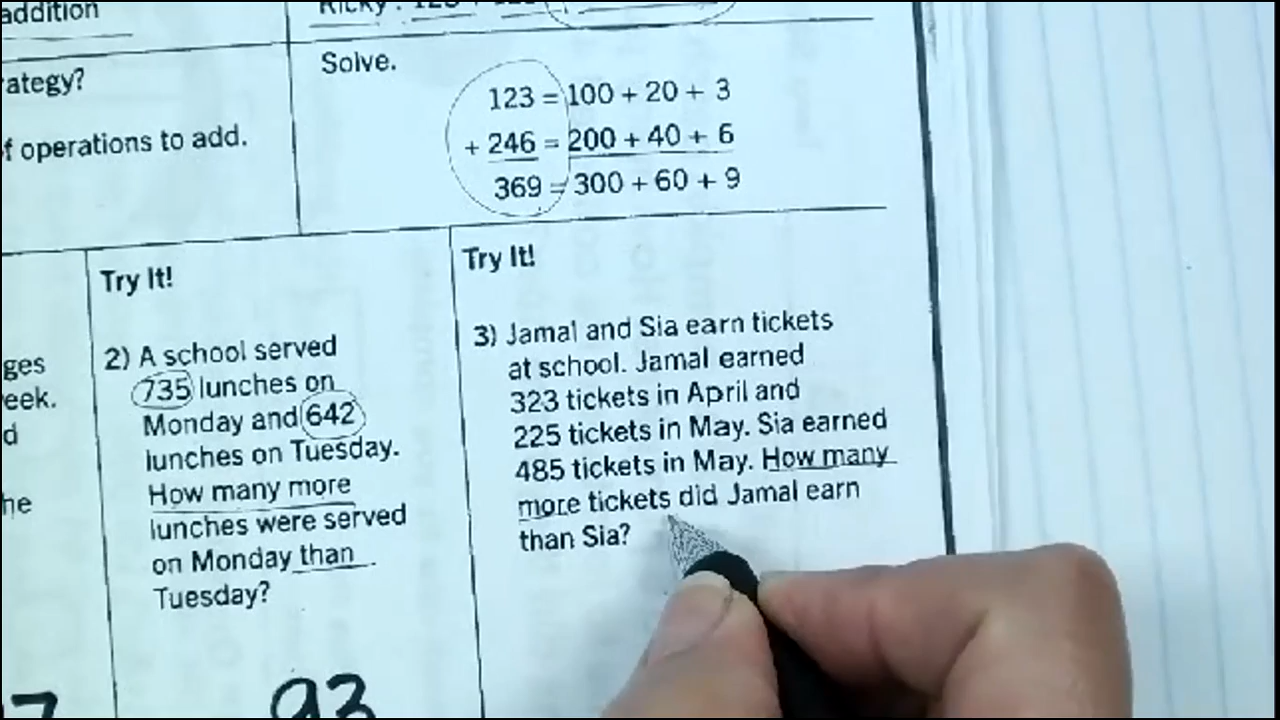 addition
Ricky:
rategy?
f operations to add.
Solve.
123 = 100 + 20 + 3
+ 246 = 200 + 40 + 6
369 = 300 + 60 + 9
ges
eek.
d
he
7
Try It!
2) A school served
735 lunches on
Monday and 642
lunches on Tuesday.
How many more
lunches were served
on Monday than
Tuesday?
93
Try It!
3) Jamal and Sia earn tickets
at school. Jamal earned
323 tickets in April and
225 tickets in May. Sia earned
485 tickets in May. How many
more tickets did Jamal earn
than Sia?